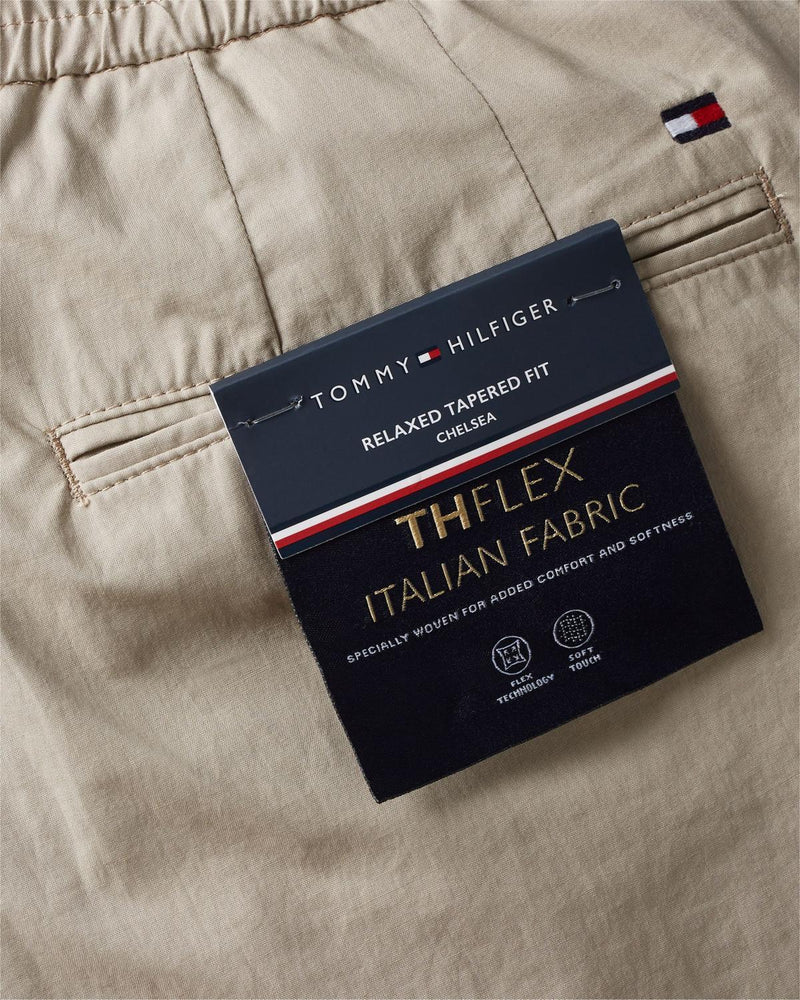 TOMMY HILFIGER
RELAXED TAPERED FIT
CHELSEA
THFLEX
ITALIAN FABRIC
SPECIALLY WOVEN FOR ADDED COMFORT AND SOFTNESS
FLEX
TECHNOLOGY
SOFT
TOUCH